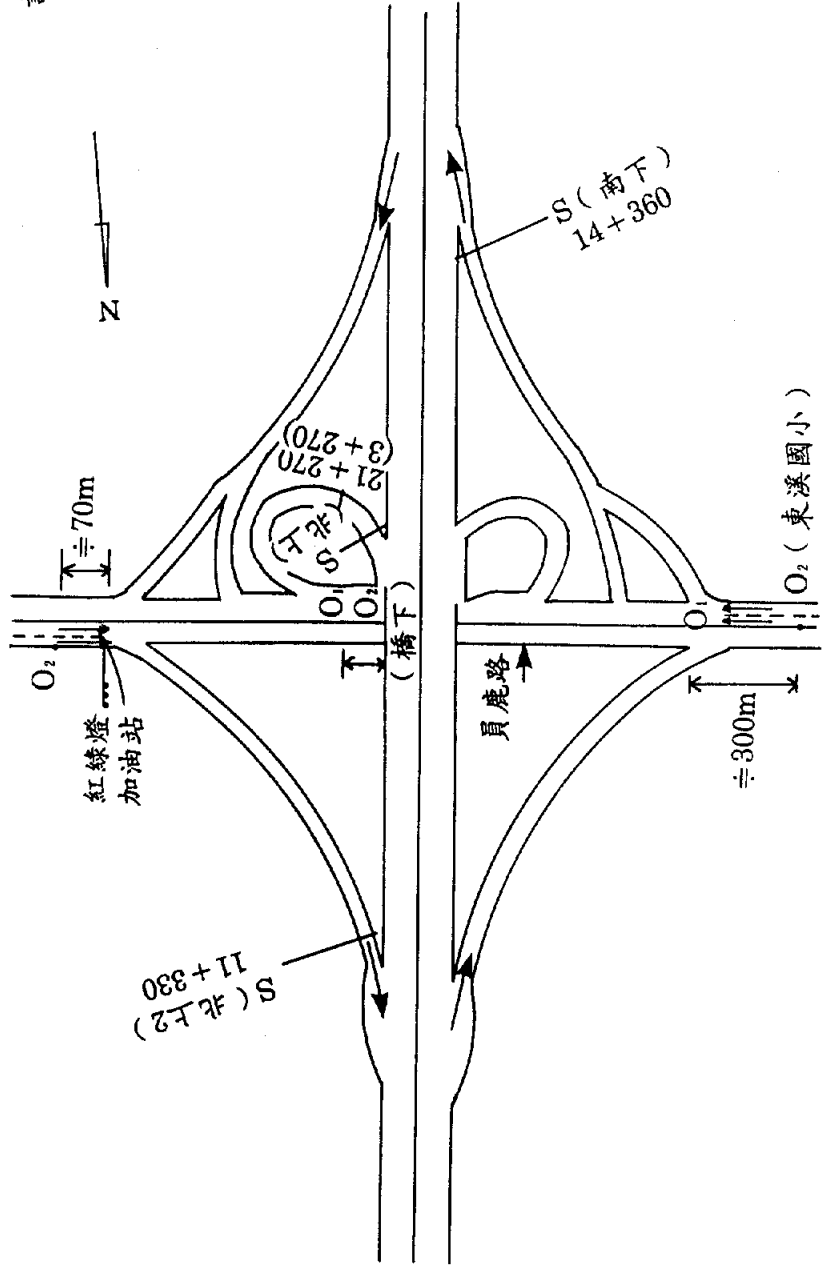 N
S(南下)
14+360
≑70m
21+270
(3+270)
S(北上)
O₂
紅綠燈
加油站
O₁
O₂
(橋下)
員鹿路
O₁
O₂(東溪國小)
≑300m
S(北上2)
11+330